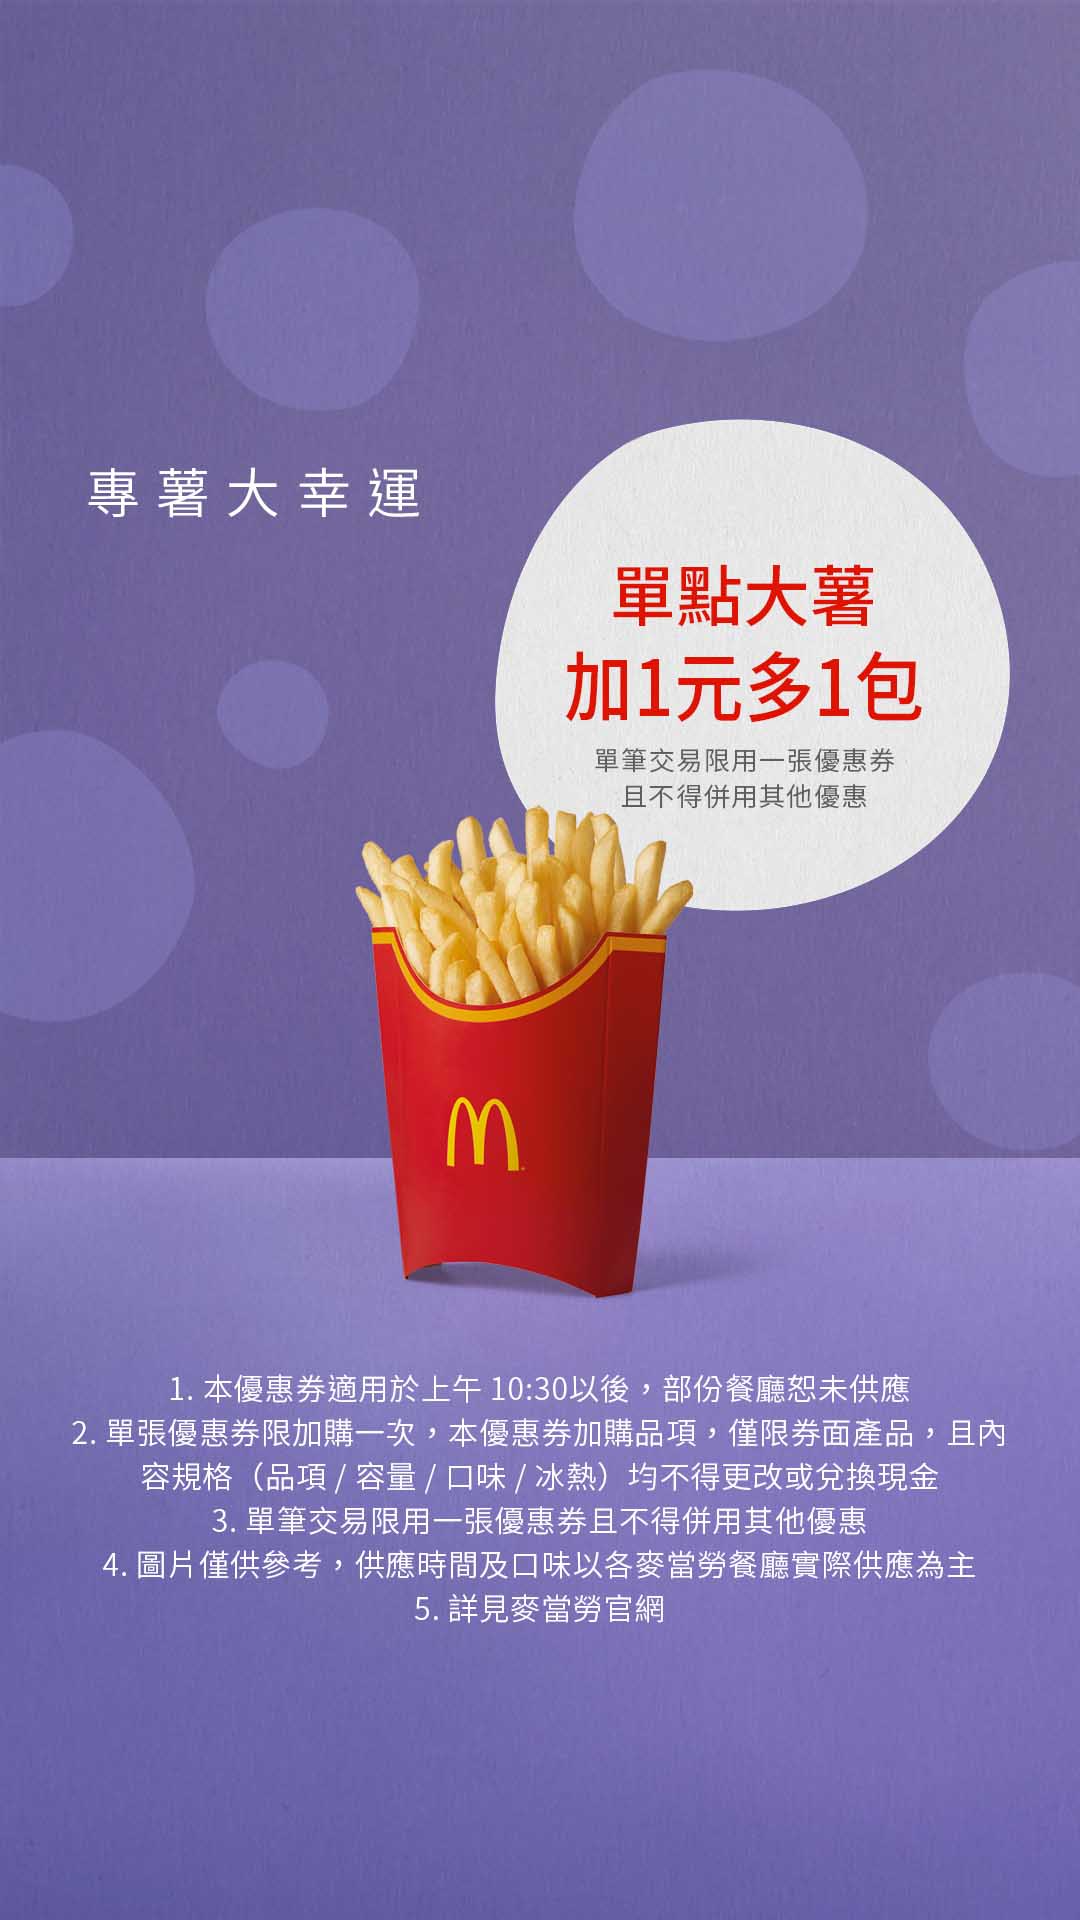 專薯大幸運
單點大薯
加1元多1包
單筆交易限用一張優惠券
且不得併用其他優惠
1. 本優惠券適用於上午 10:30以後，部份餐廳恕未供應
2. 單張優惠券限加購一次，本優惠券加購品項，僅限券面產品，且內
容規格（品項 / 容量 / 口味 / 冰熱）均不得更改或兌換現金
3. 單筆交易限用一張優惠券且不得併用其他優惠
4. 圖片僅供參考，供應時間及口味以各麥當勞餐廳實際供應為主
5. 詳見麥當勞官網